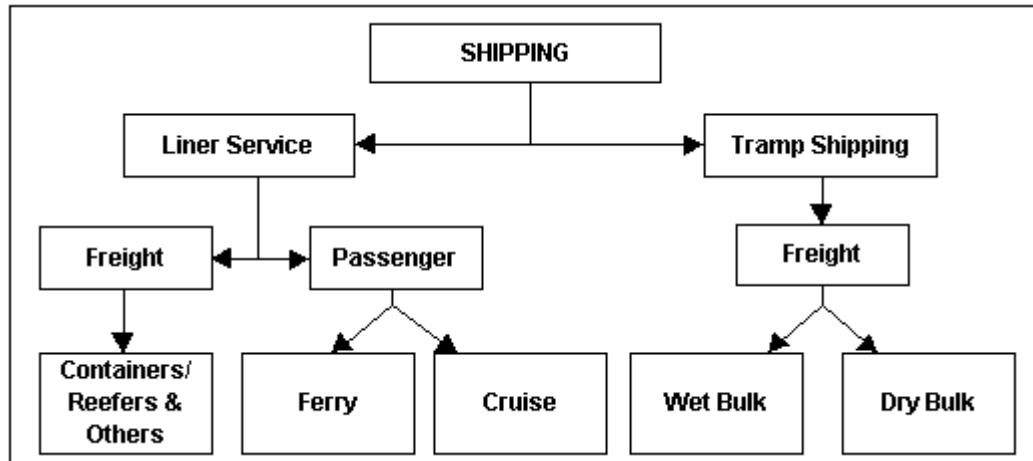 SHIPPING
Liner Service
Tramp Shipping
Freight
Passenger
Freight
Containers/
Reefers &
Others
Ferry
Cruise
Wet Bulk
Dry Bulk